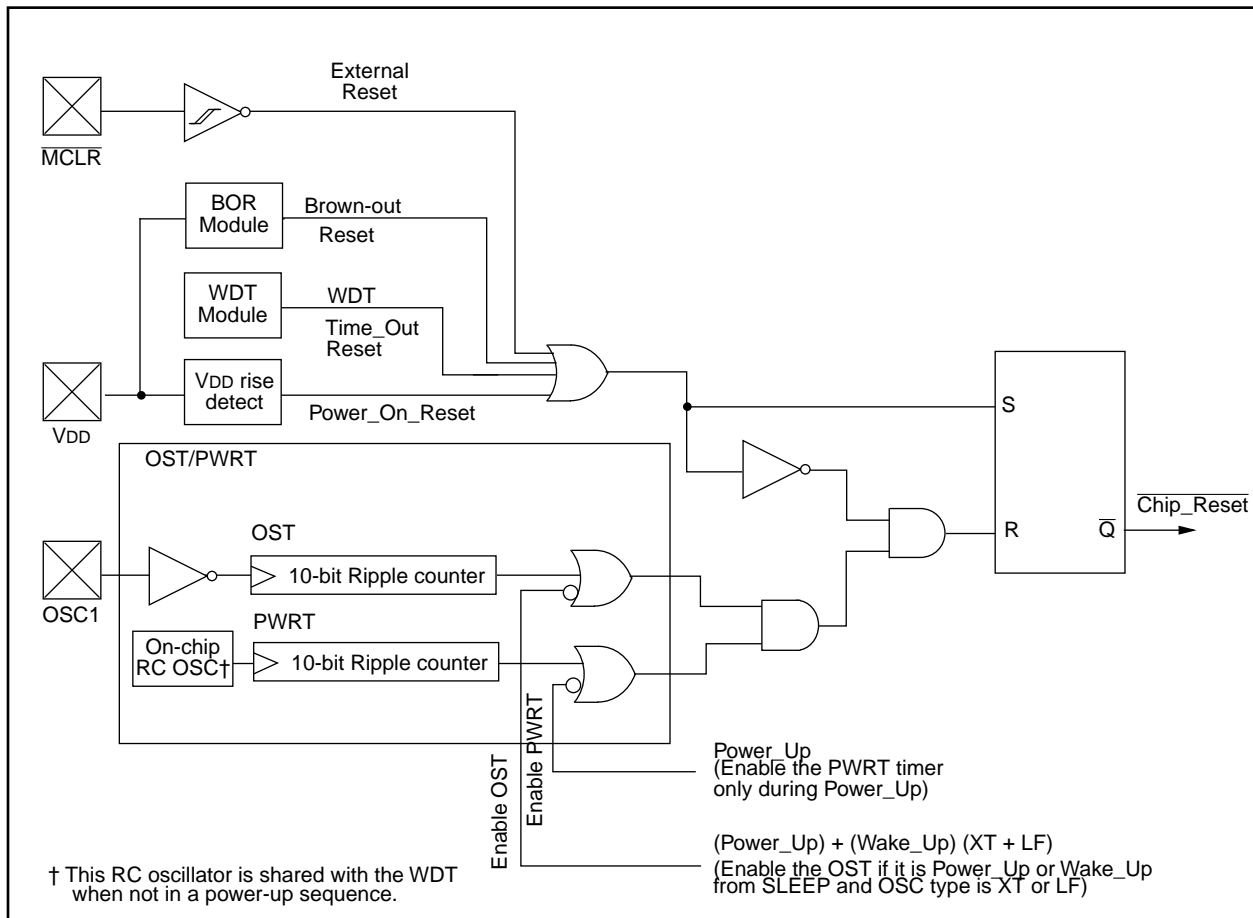 External
Reset
MCLR
BOR
Module
Brown-out
Reset
WDT
Module
WDT
Time_Out
Reset
VDD rise
detect
Power_On_Reset
VDD
OST/PWRT
S
R
Q
Chip_Reset
OST
10-bit Ripple counter
OSC1
PWRT
On-chip
RC OSC†
10-bit Ripple counter
Enable OST
Enable PWRT
Power_Up
(Enable the PWRT timer
only during Power_Up)
(Power_Up) + (Wake_Up) (XT + LF)
(Enable the OST if it is Power_Up or Wake_Up
from SLEEP and OSC type is XT or LF)
† This RC oscillator is shared with the WDT
when not in a power-up sequence.